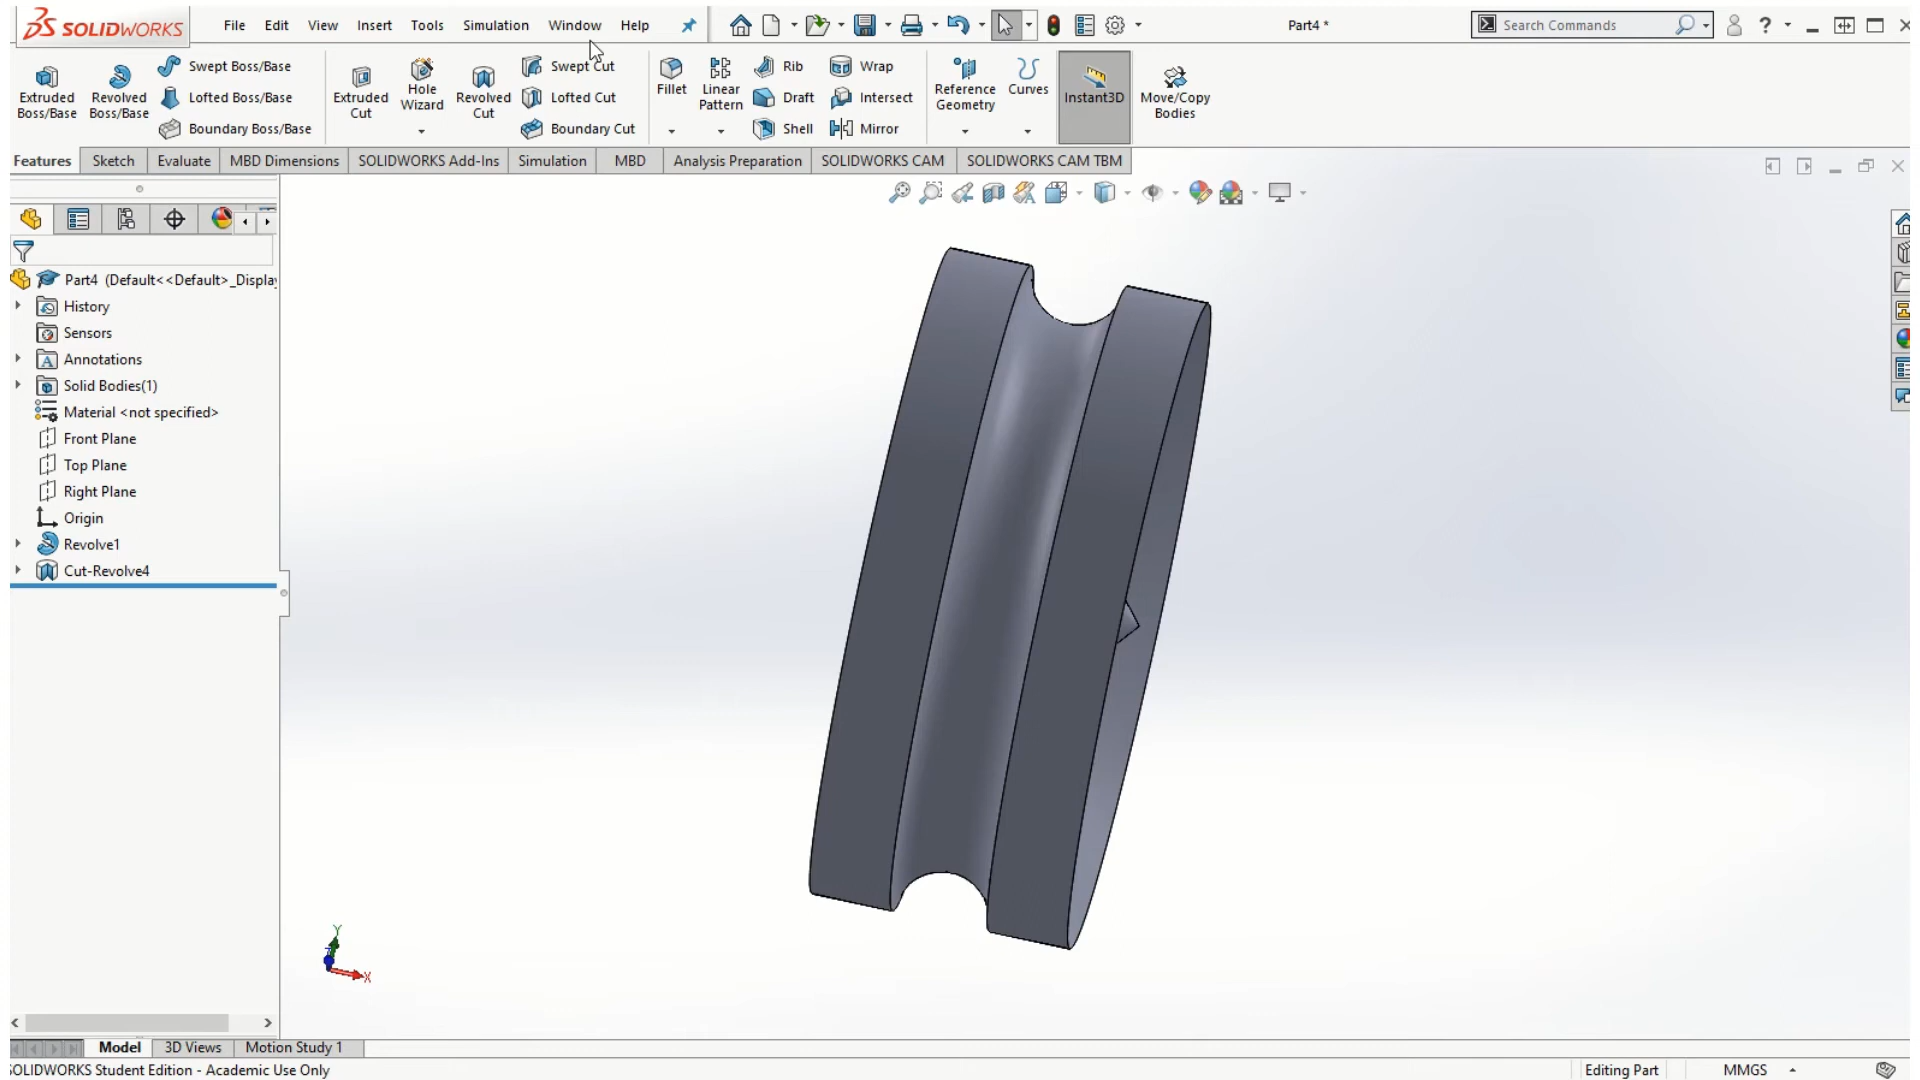 SOLIDWORKS File Edit View Insert Tools Simulation Window Help Part4 * Search Commands ?
Extruded Boss/Base
Revolved Boss/Base
Swept Boss/Base
Lofted Boss/Base
Boundary Boss/Base
Extruded Cut
Hole Wizard
Revolved Cut
Swept Cut
Lofted Cut
Boundary Cut
Fillet
Linear Pattern
Rib
Draft
Shell
Wrap
Intersect
Mirror
Reference Geometry
Curves
Instant3D
Move/Copy Bodies
Features Sketch Evaluate MBD Dimensions SOLIDWORKS Add-Ins Simulation MBD Analysis Preparation SOLIDWORKS CAM SOLIDWORKS CAM TBM
Part4 (Default<<Default>_Displa
History
Sensors
Annotations
Solid Bodies(1)
Material <not specified>
Front Plane
Top Plane
Right Plane
Origin
Revolve1
Cut-Revolve4
Y
Z
X
Model 3D Views Motion Study 1
SOLIDWORKS Student Edition - Academic Use Only Editing Part MMGS